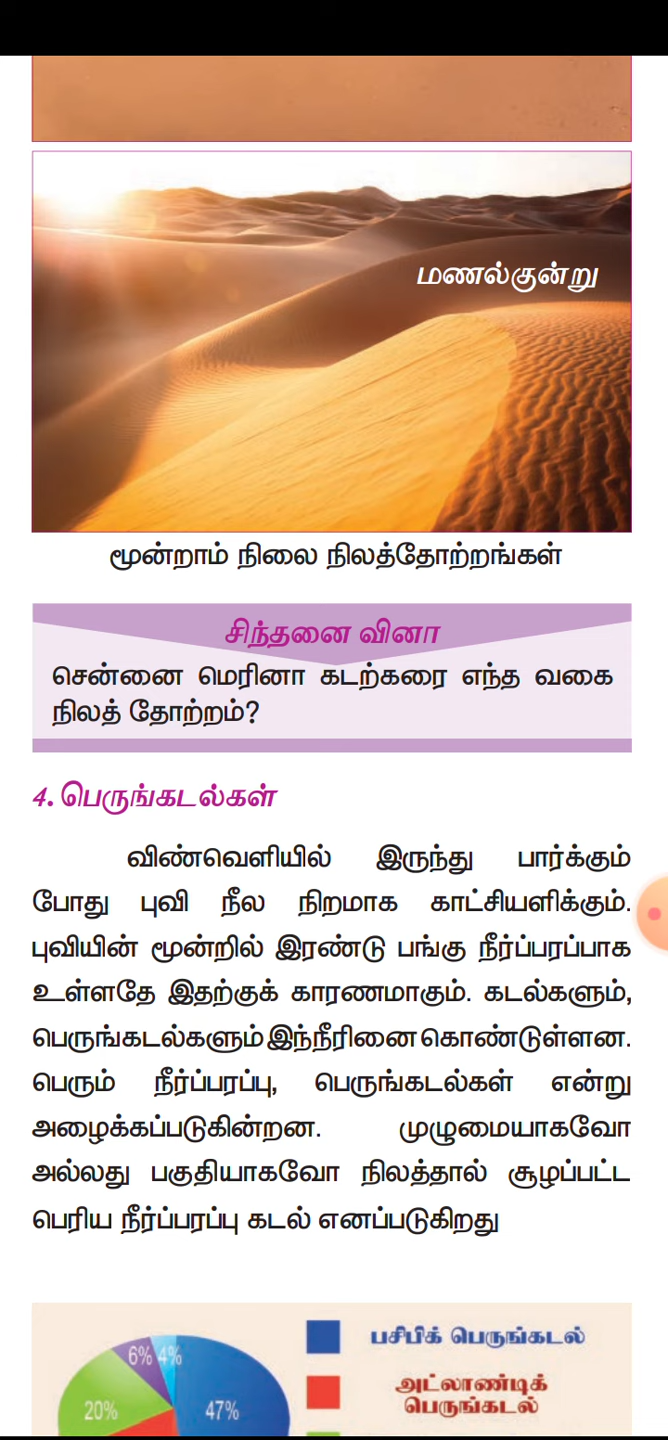 மணல்குன்று
மூன்றாம் நிலை நிலத்தோற்றங்கள்
சிந்தனை வினா
சென்னை மெரினா கடற்கரை எந்த வகை
நிலத் தோற்றம்?
4. பெருங்கடல்கள்
விண்வெளியில் இருந்து பார்க்கும்
போது புவி நீல நிறமாக காட்சியளிக்கும்.
புவியின் மூன்றில் இரண்டு பங்கு நீர்ப்பரப்பாக
உள்ளதே இதற்குக் காரணமாகும். கடல்களும்,
பெருங்கடல்களும் இந்நீரினை கொண்டுள்ளன.
பெரும் நீர்ப்பரப்பு, பெருங்கடல்கள் என்று
அழைக்கப்படுகின்றன. முழுமையாகவோ
அல்லது பகுதியாகவோ நிலத்தால் சூழப்பட்ட
பெரிய நீர்ப்பரப்பு கடல் எனப்படுகிறது
6% 4%
பசிபிக் பெருங்கடல்
20% 47%
அட்லாண்டிக்
பெருங்கடல்